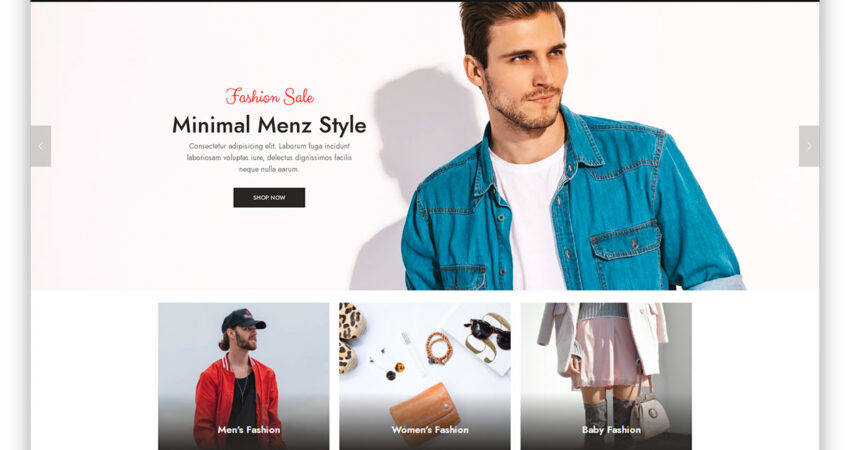 Fashion Sale
Minimal Menz Style
Consectetur adipisicing elit. Laborum fuga incidunt
laboriosam voluptas iure, delectus dignissimos facilis
neque nulla earum.
SHOP NOW
Men's Fashion
Women's Fashion
Baby Fashion